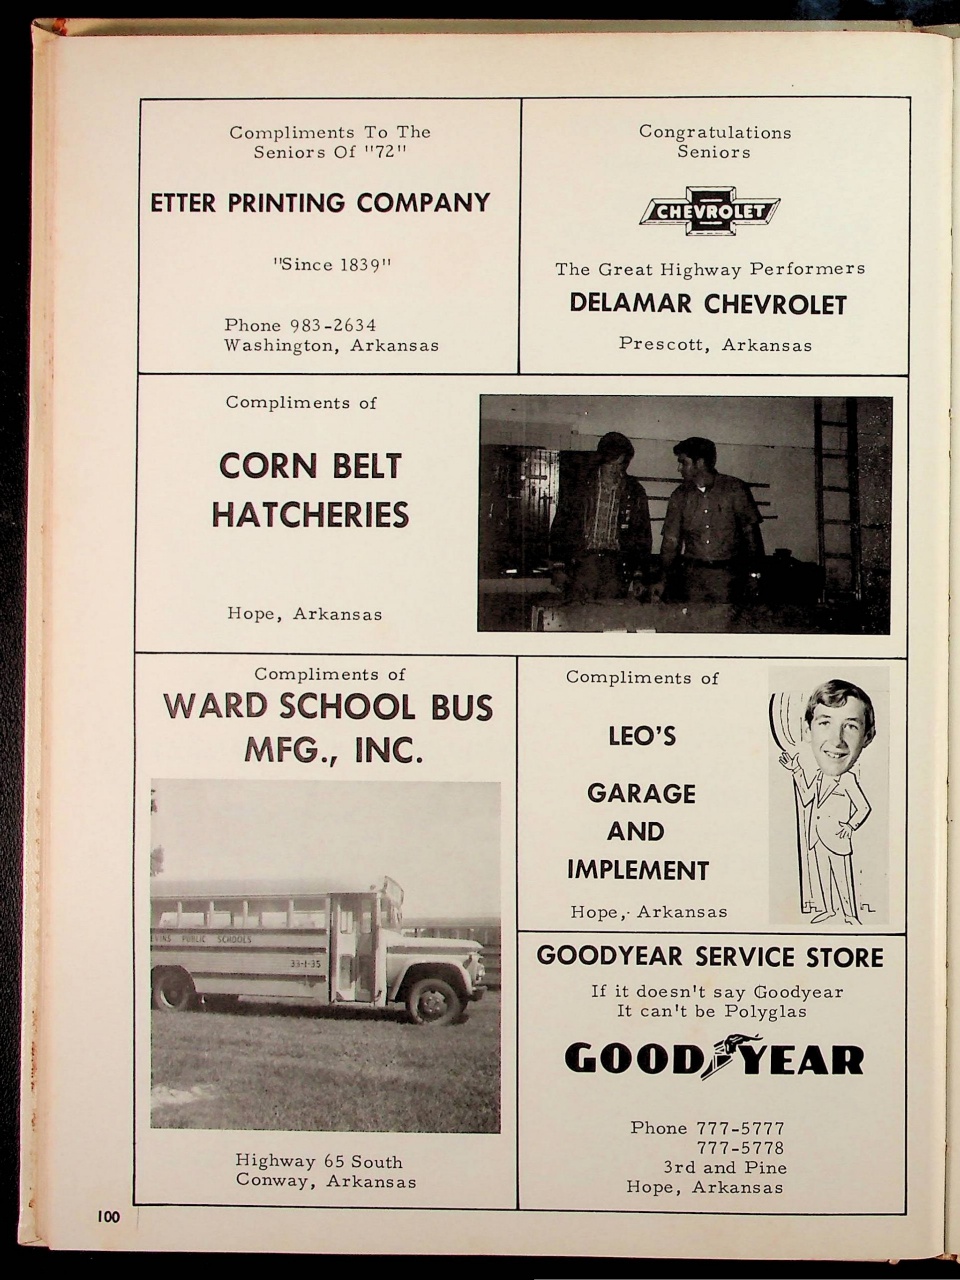 Compliments To The
Seniors Of "72"
ETTER PRINTING COMPANY
"Since 1839"
Phone 983-2634
Washington, Arkansas
Congratulations
Seniors
CHEVROLET
The Great Highway Performers
DELAMAR CHEVROLET
Prescott, Arkansas
Compliments of
CORN BELT
HATCHERIES
Hope, Arkansas
Compliments of
WARD SCHOOL BUS
MFG., INC.
VINS PUBLIC SCHOOLS
33-1-35
Highway 65 South
Conway, Arkansas
Compliments of
LEO'S
GARAGE
AND
IMPLEMENT
Hope, Arkansas
GOODYEAR SERVICE STORE
If it doesn't say Goodyear
It can't be Polyglas
GOODYEAR
Phone 777-5777
777-5778
3rd and Pine
Hope, Arkansas
100